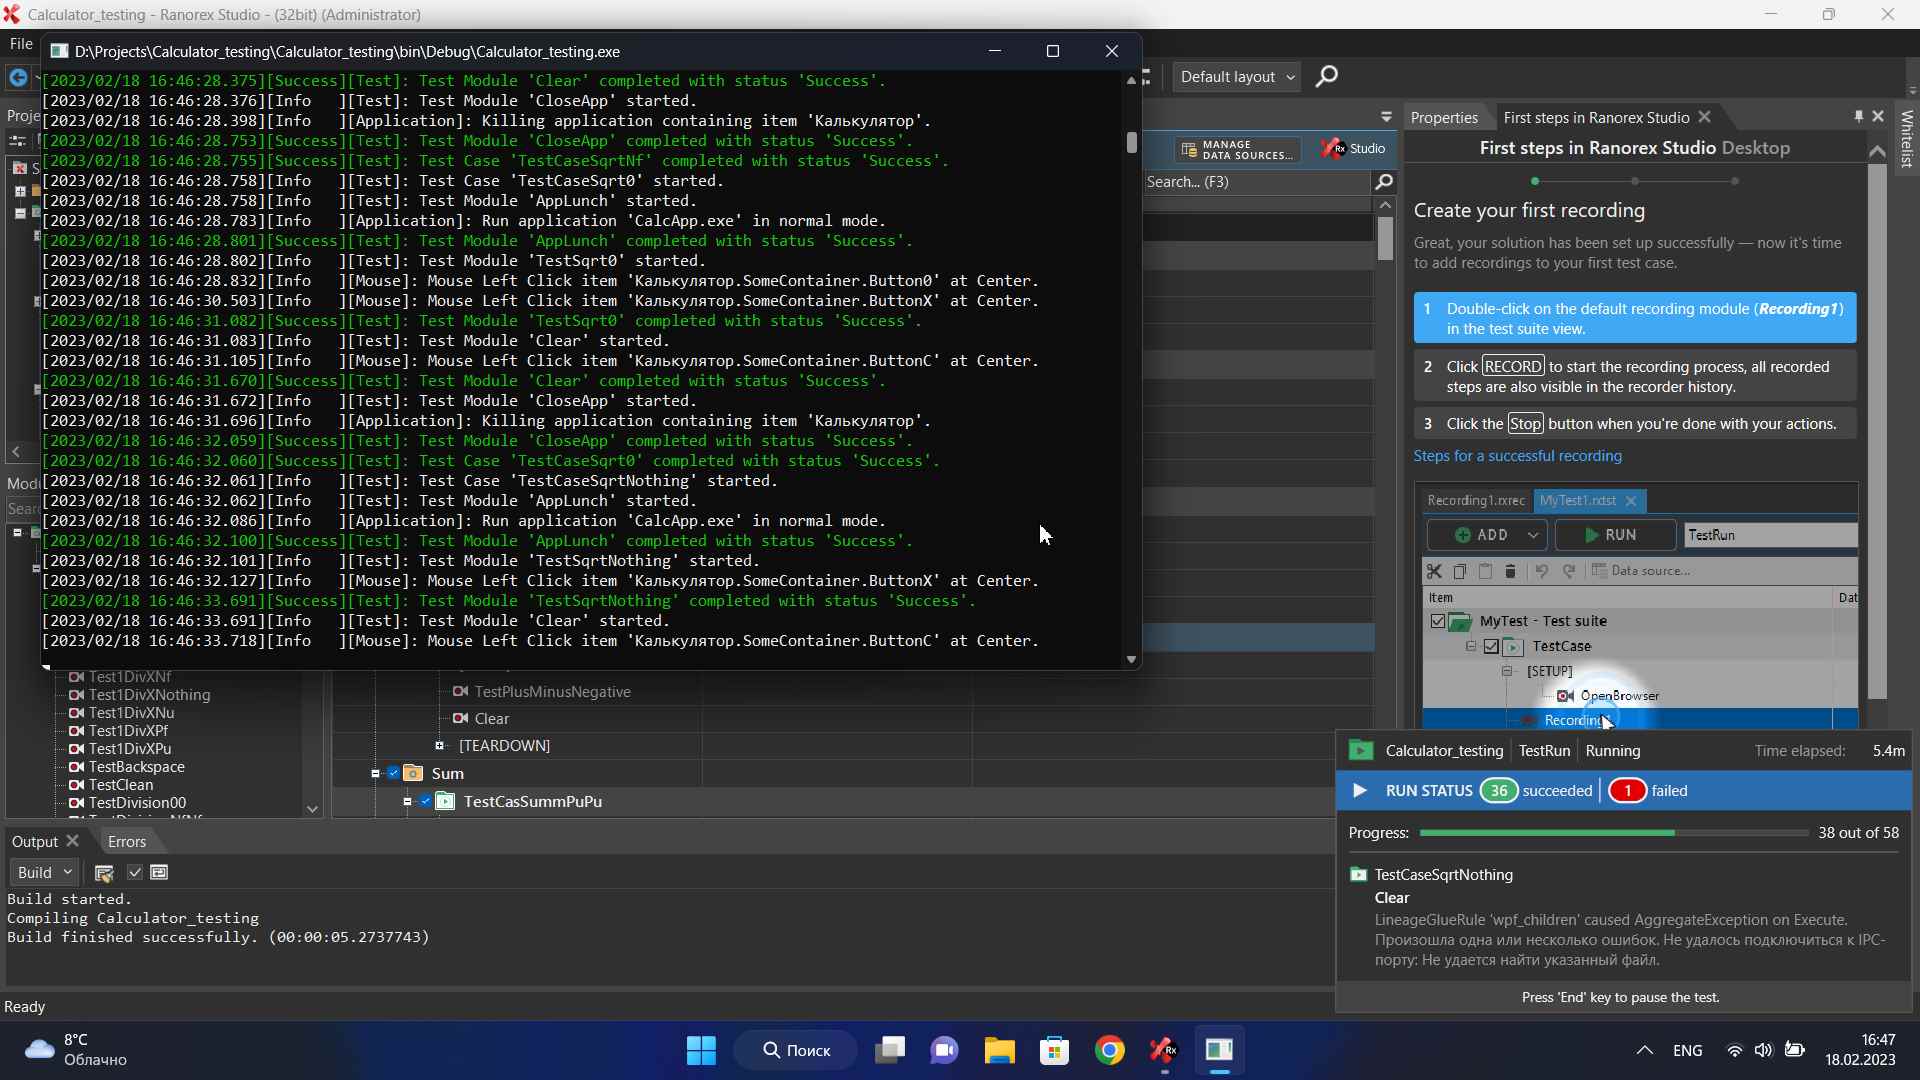 Calculator_testing - Ranorex Studio - (32bit) (Administrator)
File
D:\Projects\Calculator_testing\Calculator_testing\bin\Debug\Calculator_testing.exe
[2023/02/18 16:46:28.375][Success][Test]: Test Module 'Clear' completed with status 'Success'.
[2023/02/18 16:46:28.376][Info   ][Test]: Test Module 'CloseApp' started.
[2023/02/18 16:46:28.398][Info   ][Application]: Killing application containing item 'Калькулятор'.
[2023/02/18 16:46:28.753][Success][Test]: Test Module 'CloseApp' completed with status 'Success'.
[2023/02/18 16:46:28.755][Success][Test]: Test Case 'TestCaseSqrtNf' completed with status 'Success'.
[2023/02/18 16:46:28.758][Info   ][Test]: Test Case 'TestCaseSqrt0' started.
[2023/02/18 16:46:28.758][Info   ][Test]: Test Module 'AppLunch' started.
[2023/02/18 16:46:28.783][Info   ][Application]: Run application 'CalcApp.exe' in normal mode.
[2023/02/18 16:46:28.801][Success][Test]: Test Module 'AppLunch' completed with status 'Success'.
[2023/02/18 16:46:28.802][Info   ][Test]: Test Module 'TestSqrt0' started.
[2023/02/18 16:46:28.832][Info   ][Mouse]: Mouse Left Click item 'Калькулятор.SomeContainer.Button0' at Center.
[2023/02/18 16:46:30.503][Info   ][Mouse]: Mouse Left Click item 'Калькулятор.SomeContainer.ButtonX' at Center.
[2023/02/18 16:46:31.082][Success][Test]: Test Module 'TestSqrt0' completed with status 'Success'.
[2023/02/18 16:46:31.083][Info   ][Test]: Test Module 'Clear' started.
[2023/02/18 16:46:31.105][Info   ][Mouse]: Mouse Left Click item 'Калькулятор.SomeContainer.ButtonC' at Center.
[2023/02/18 16:46:31.670][Success][Test]: Test Module 'Clear' completed with status 'Success'.
[2023/02/18 16:46:31.672][Info   ][Test]: Test Module 'CloseApp' started.
[2023/02/18 16:46:31.696][Info   ][Application]: Killing application containing item 'Калькулятор'.
[2023/02/18 16:46:32.059][Success][Test]: Test Module 'CloseApp' completed with status 'Success'.
[2023/02/18 16:46:32.060][Success][Test]: Test Case 'TestCaseSqrt0' completed with status 'Success'.
[2023/02/18 16:46:32.061][Info   ][Test]: Test Case 'TestCaseSqrtNothing' started.
[2023/02/18 16:46:32.062][Info   ][Test]: Test Module 'AppLunch' started.
[2023/02/18 16:46:32.086][Info   ][Application]: Run application 'CalcApp.exe' in normal mode.
[2023/02/18 16:46:32.100][Success][Test]: Test Module 'AppLunch' completed with status 'Success'.
[2023/02/18 16:46:32.101][Info   ][Test]: Test Module 'TestSqrtNothing' started.
[2023/02/18 16:46:32.127][Info   ][Mouse]: Mouse Left Click item 'Калькулятор.SomeContainer.ButtonX' at Center.
[2023/02/18 16:46:33.691][Success][Test]: Test Module 'TestSqrtNothing' completed with status 'Success'.
[2023/02/18 16:46:33.691][Info   ][Test]: Test Module 'Clear' started.
[2023/02/18 16:46:33.718][Info   ][Mouse]: Mouse Left Click item 'Калькулятор.SomeContainer.ButtonC' at Center.
Default layout
MANAGE
DATA SOURCES...
Studio
Search... (F3)
Test1DivXNf
Test1DivXNothing
Test1DivXNu
Test1DivXPf
Test1DivXPu
TestBackspace
TestClean
TestDivision00
TestPlusMinusNegative
Clear
[TEARDOWN]
Sum
TestCasSummPuPu
Properties
First steps in Ranorex Studio
Whitelist
First steps in Ranorex Studio Desktop
Create your first recording
Great, your solution has been set up successfully — now it's time
to add recordings to your first test case.
1 Double-click on the default recording module (Recording1)
in the test suite view.
2 Click RECORD to start the recording process, all recorded
steps are also visible in the recorder history.
3 Click the Stop button when you're done with your actions.
Steps for a successful recording
Recording1.rxrec
MyTest1.rxtst
ADD
RUN
TestRun
Data source...
Item
Dat
MyTest - Test suite
TestCase
[SETUP]
OpenBrowser
Recording
Calculator_testing
TestRun
Running
Time elapsed: 5.4m
RUN STATUS 36 succeeded 1 failed
Progress: 38 out of 58
TestCaseSqrtNothing
Clear
LineageGlueRule 'wpf_children' caused AggregateException on Execute.
Произошла одна или несколько ошибок. Не удалось подключиться к IPC-
порту: Не удается найти указанный файл.
Press 'End' key to pause the test.
Output
Errors
Build
Build started.
Compiling Calculator_testing
Build finished successfully. (00:00:05.2737743)
Ready
8°C
Облачно
Поиск
ENG
16:47
18.02.2023